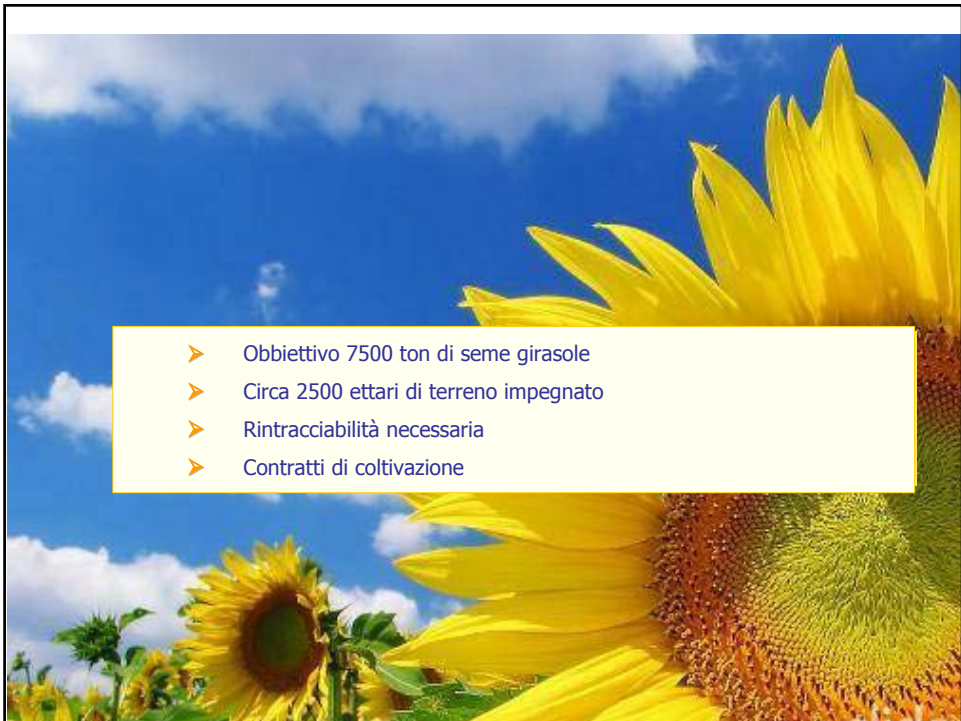 Obbiettivo 7500 ton di seme girasole
Circa 2500 ettari di terreno impegnato
Rintracciabilità necessaria
Contratti di coltivazione